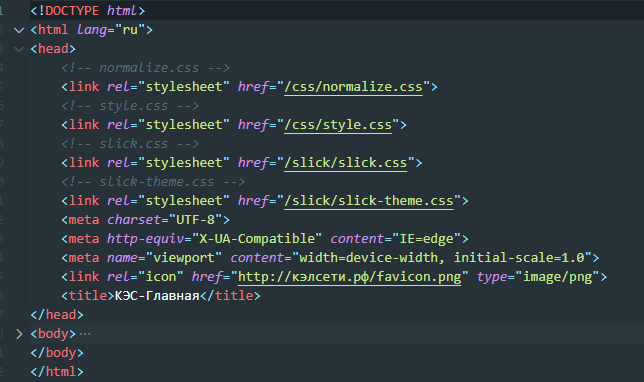 <!DOCTYPE html>
<html lang="ru">
<head>
<!-- normalize.css -->
<link rel="stylesheet" href="/css/normalize.css">
<!-- style.css -->
<link rel="stylesheet" href="/css/style.css">
<!-- slick.css -->
<link rel="stylesheet" href="/slick/slick.css">
<!-- slick-theme.css -->
<link rel="stylesheet" href="/slick/slick-theme.css">
<meta charset="UTF-8">
<meta http-equiv="X-UA-Compatible" content="IE=edge">
<meta name="viewport" content="width=device-width, initial-scale=1.0">
<link rel="icon" href="http://кэлсети.рф/favicon.png" type="image/png">
<title>КЭС-Главная</title>
</head>
<body>…
</body>
</html>